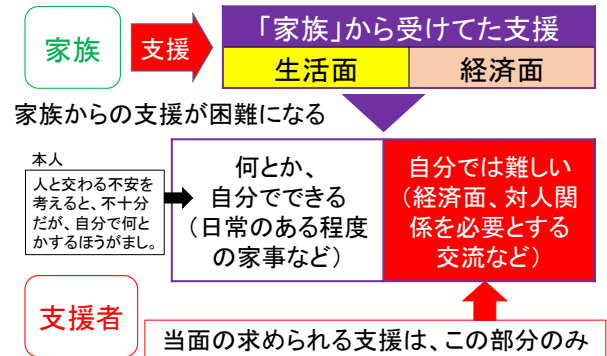 家族
支援
「家族」から受けてた支援
生活面
経済面
家族からの支援が困難になる
本人
人と交わる不安を
考えると、不十分
だが、自分で何と
かするほうがまし。
何とか、
自分でできる
(日常のある程度
の家事など)
自分では難しい
(経済面、対人関
係を必要とする
交流など)
支援者
当面の求められる支援は、この部分のみ